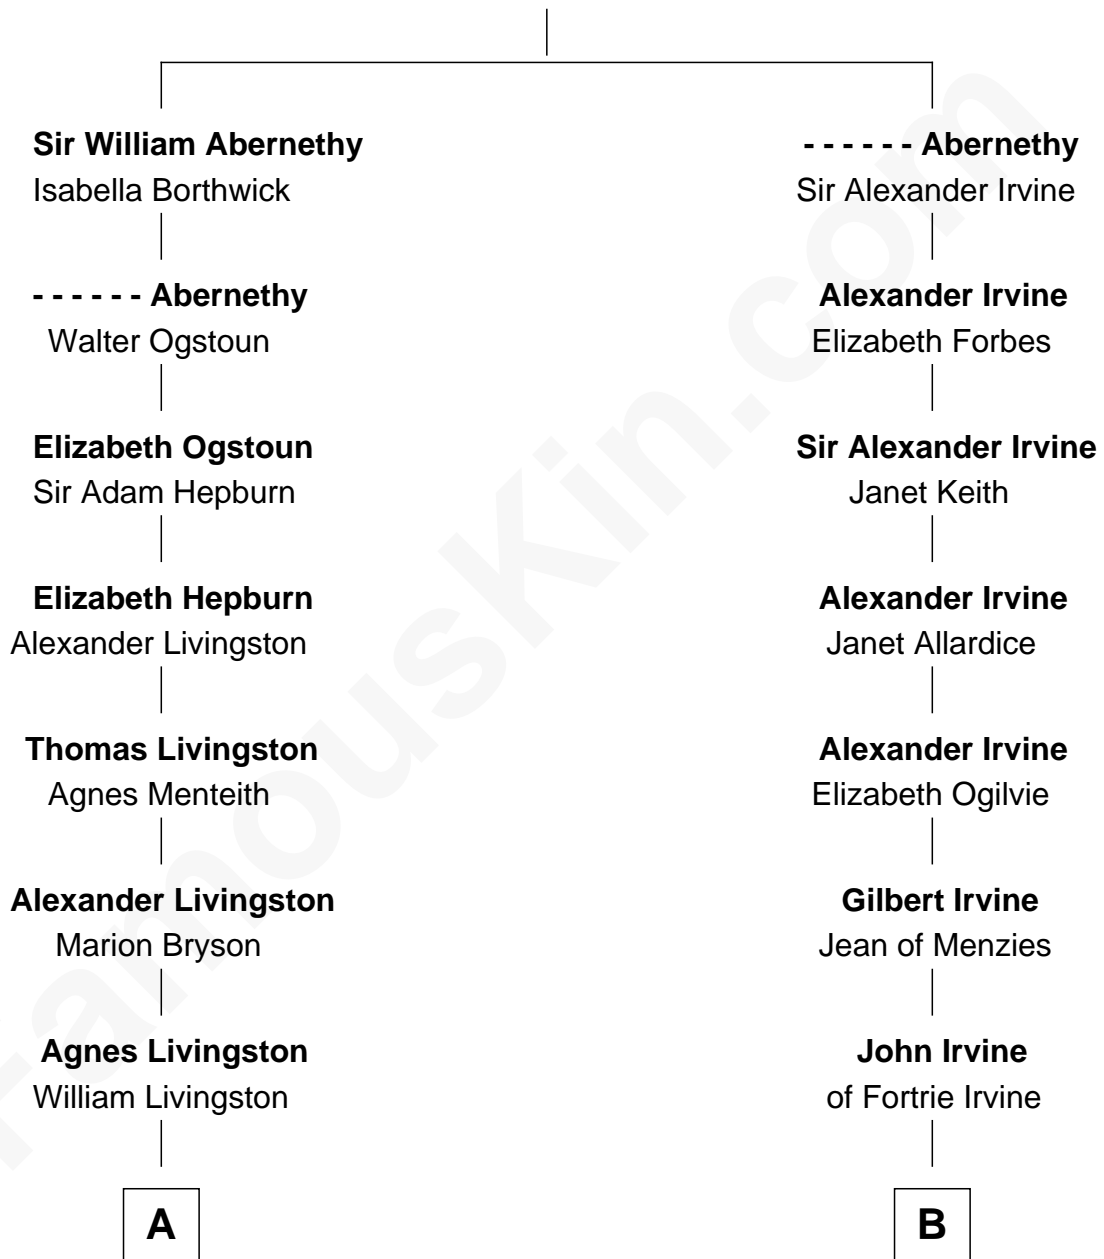 Sir William Abernethy
Isabella Borthwick
- - - - - - Abernethy
Walter Ogstoun
Elizabeth Ogstoun
Sir Adam Hepburn
Elizabeth Hepburn
Alexander Livingston
Thomas Livingston
Agnes Menteith
Alexander Livingston
Marion Bryson
Agnes Livingston
William Livingston
A
- - - - - - Abernethy
Sir Alexander Irvine
Alexander Irvine
Elizabeth Forbes
Sir Alexander Irvine
Janet Keith
Alexander Irvine
Janet Allardice
Alexander Irvine
Elizabeth Ogilvie
Gilbert Irvine
Jean of Menzies
John Irvine
of Fortrie Irvine
B
FamousKin.com